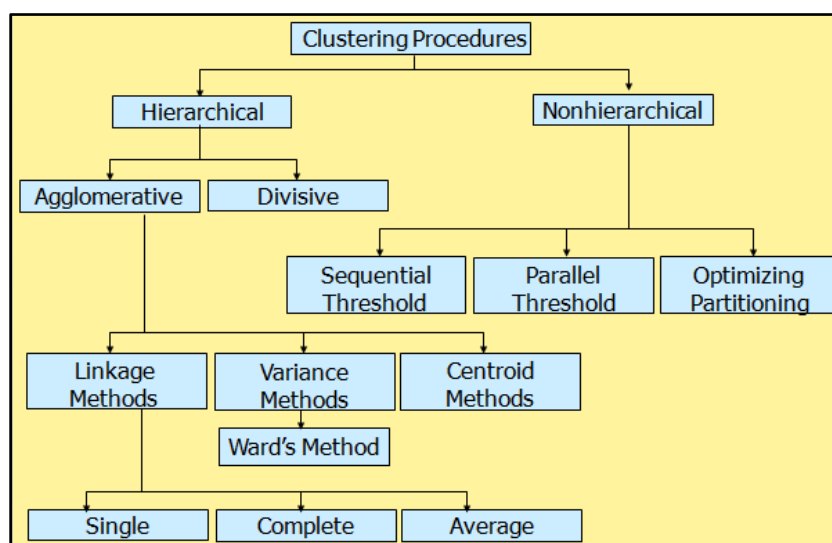 Clustering Procedures
Hierarchical
Nonhierarchical
Agglomerative
Divisive
Sequential
Threshold
Parallel
Threshold
Optimizing
Partitioning
Linkage
Methods
Variance
Methods
Centroid
Methods
Ward's Method
Single
Complete
Average